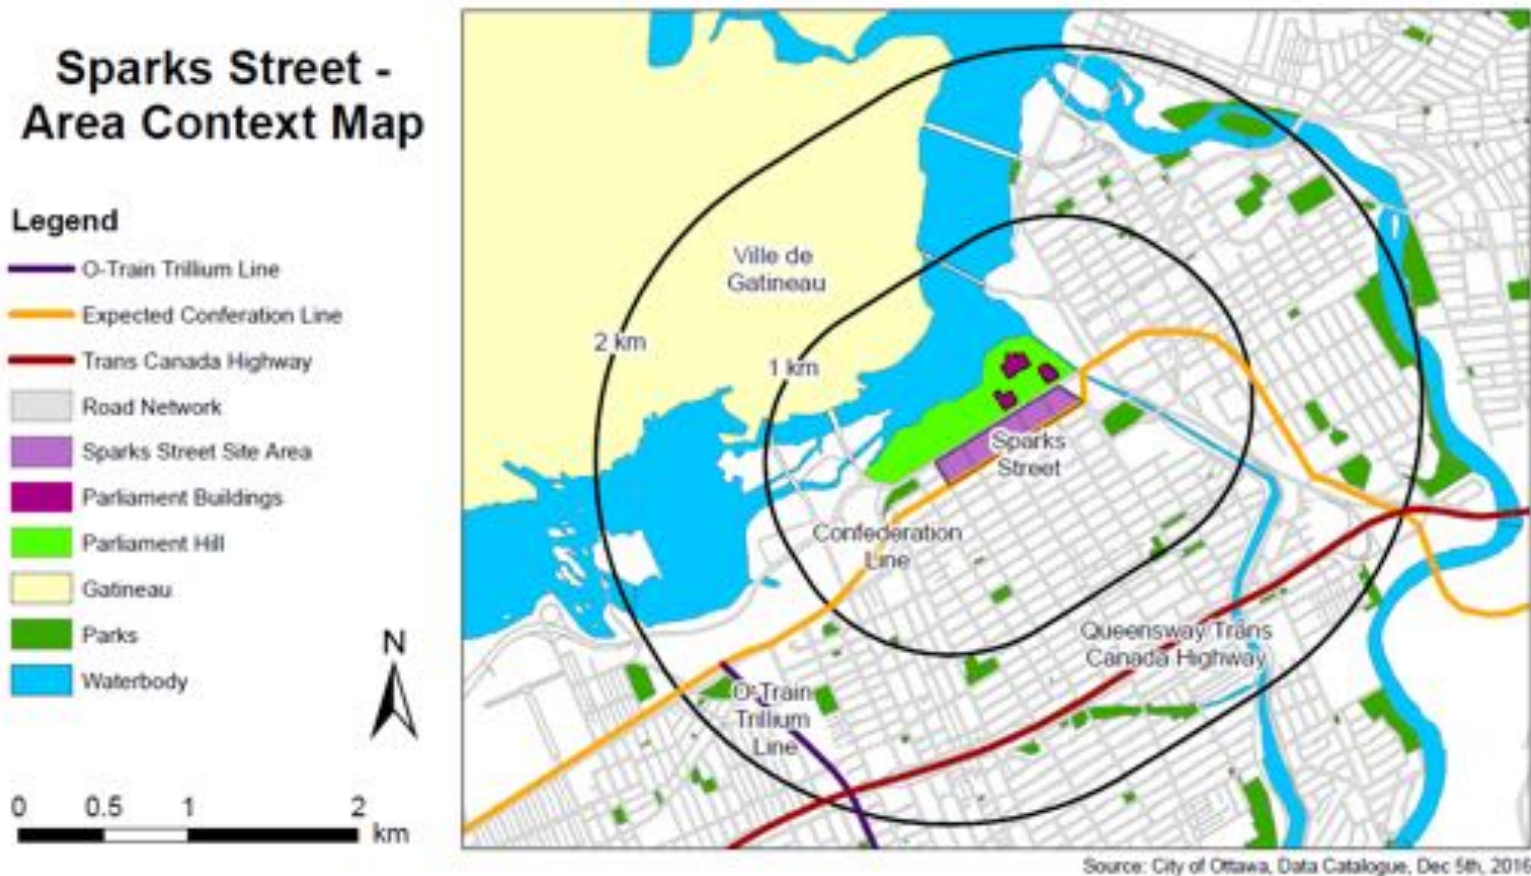 Sparks Street -
Area Context Map
Legend
O-Train Trillium Line
Expected Conferation Line
Trans Canada Highway
Road Network
Sparks Street Site Area
Parliament Buildings
Parliament Hill
Gatineau
Parks
Waterbody
N
0 0.5 1 2
km
Ville de
Gatineau
2 km
1 km
Sparks
Street
Confederation
Line
Queensway Trans
Canada Highway
O-Train
Trillium
Line
Source: City of Ottawa, Data Catalogue, Dec 5th, 2016